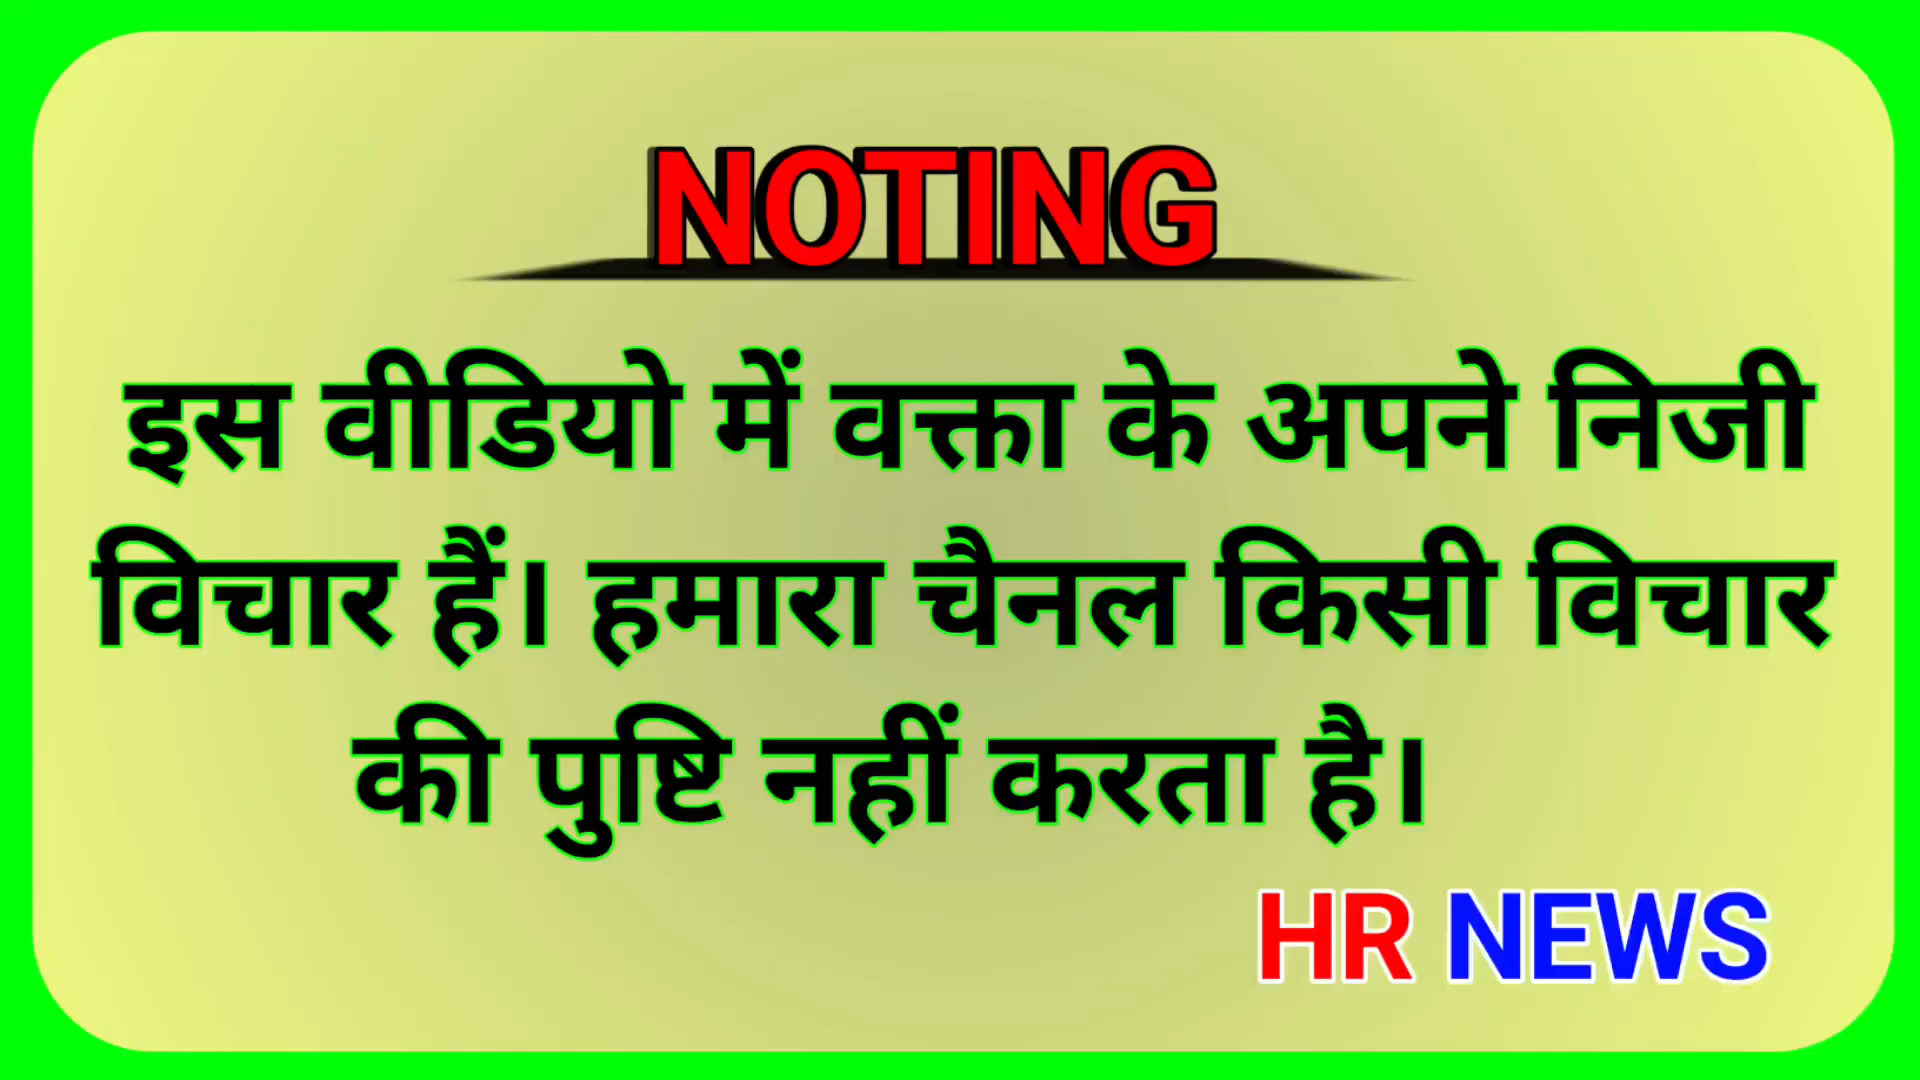 NOTING
इस वीडियो में वक्ता के अपने निजी
विचार हैं। हमारा चैनल किसी विचार
की पुष्टि नहीं करता है।
HR NEWS